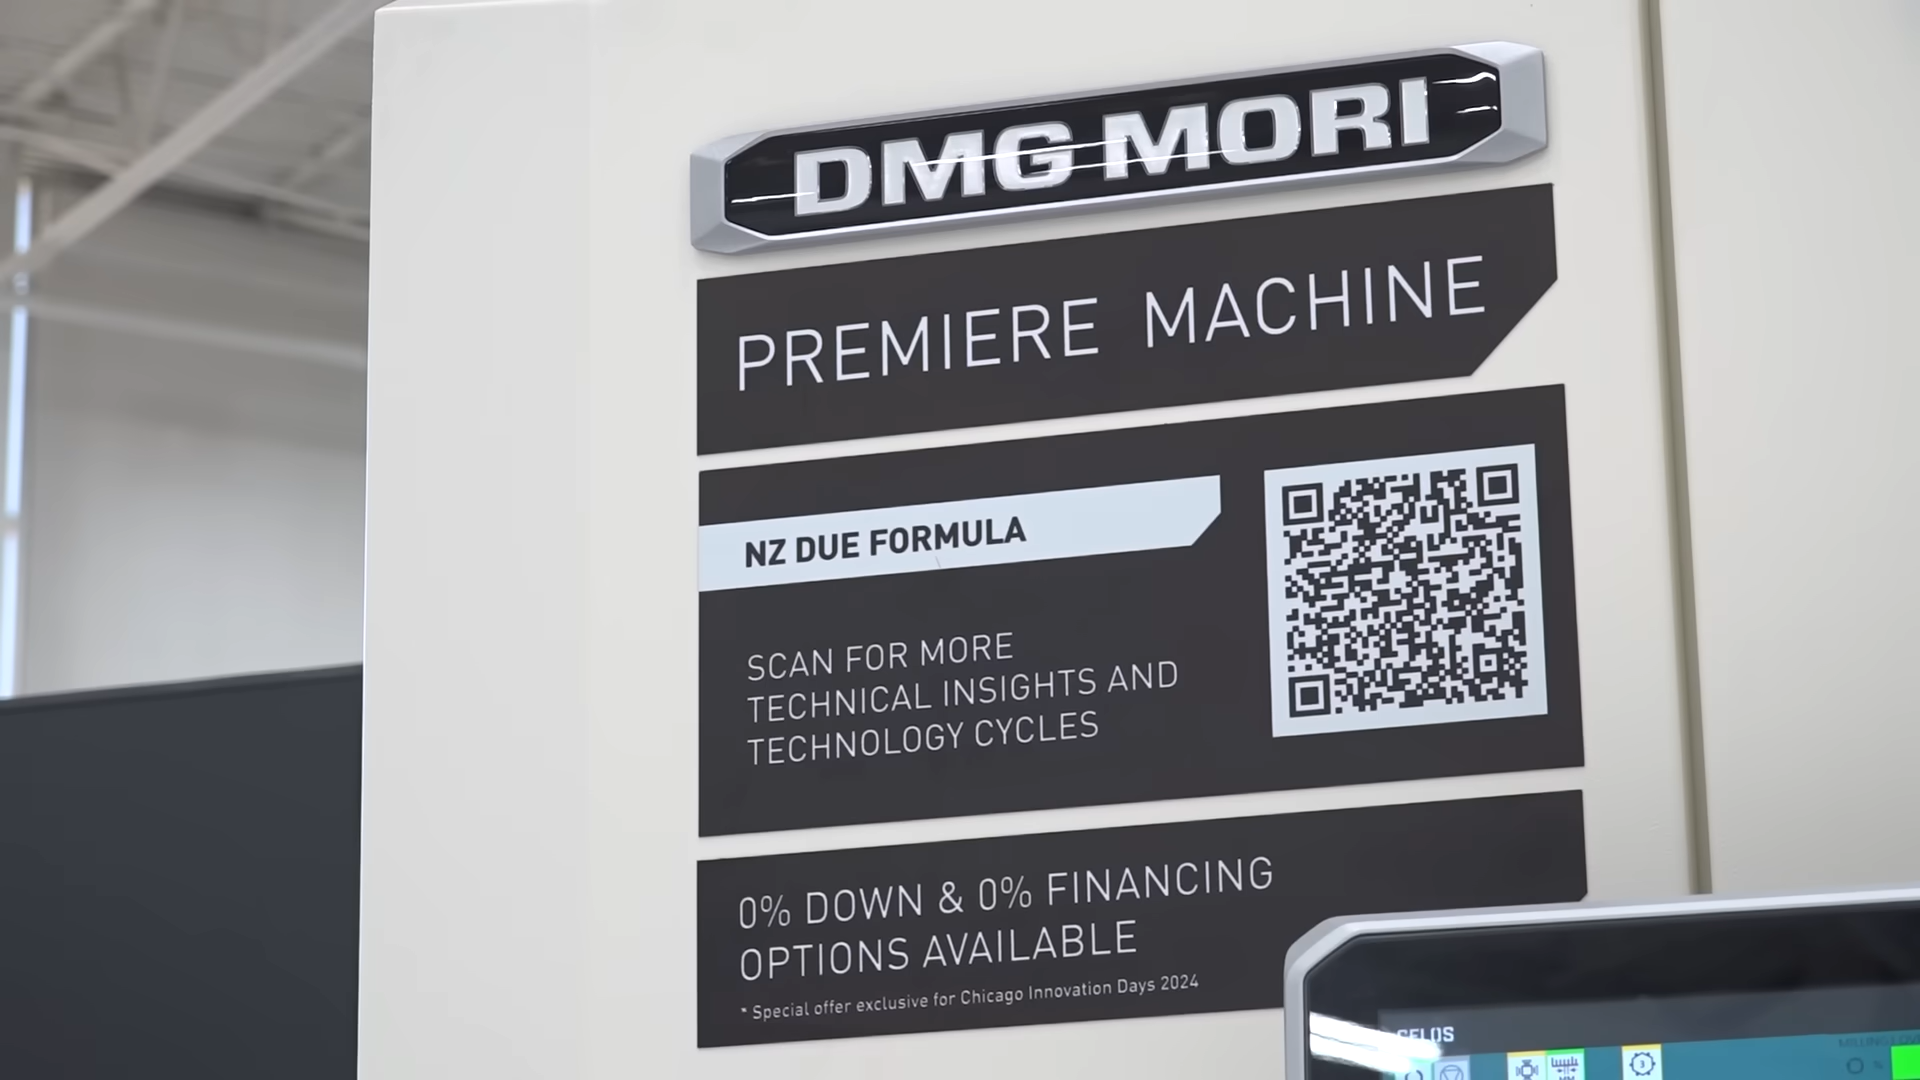 DMG MORI
PREMIERE MACHINE
NZ DUE FORMULA
SCAN FOR MORE
TECHNICAL INSIGHTS AND
TECHNOLOGY CYCLES
0% DOWN & 0% FINANCING
OPTIONS AVAILABLE
* Special offer exclusive for Chicago Innovation Days 2024
CELOS